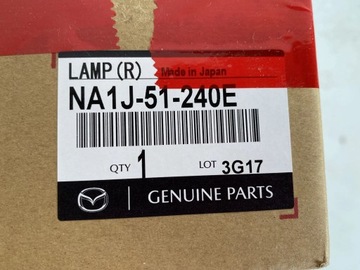 LAMP (R) Made in Japan
NA1J-51-240E
QTY 1 LOT 3G17
GENUINE PARTS